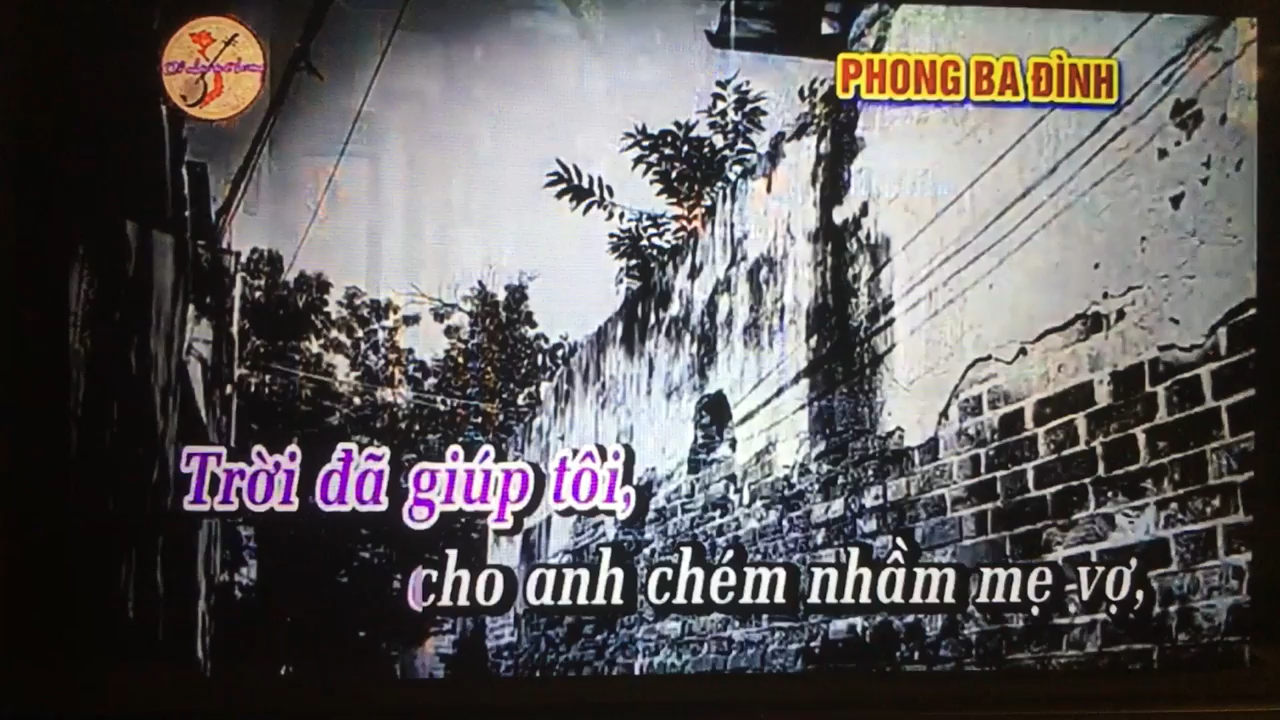 PHONG BA ĐÌNH
Trời đã giúp tôi,
cho anh chém nhầm mẹ vợ,